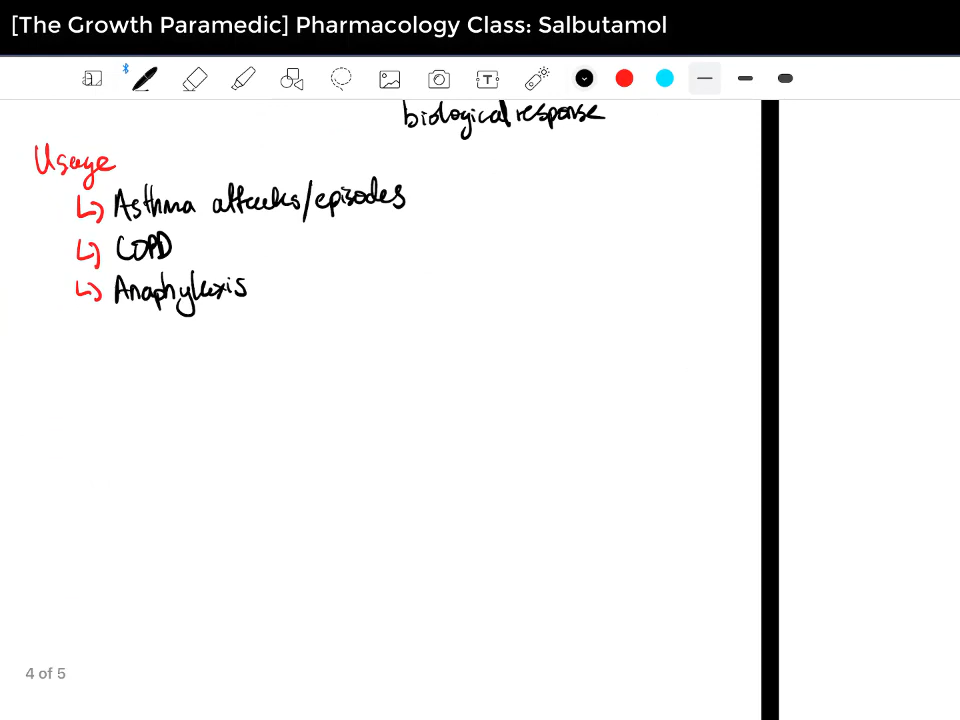 [The Growth Paramedic] Pharmacology Class: Salbutamol
biological response
Usage
↳ Asthma attacks/episodes
↳ COPD
↳ Anaphylaxis
4 of 5